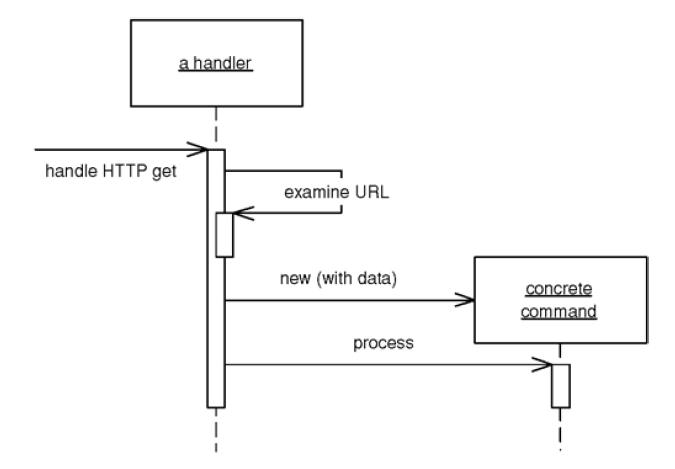 a handler
handle HTTP get
examine URL
new (with data)
concrete
command
process